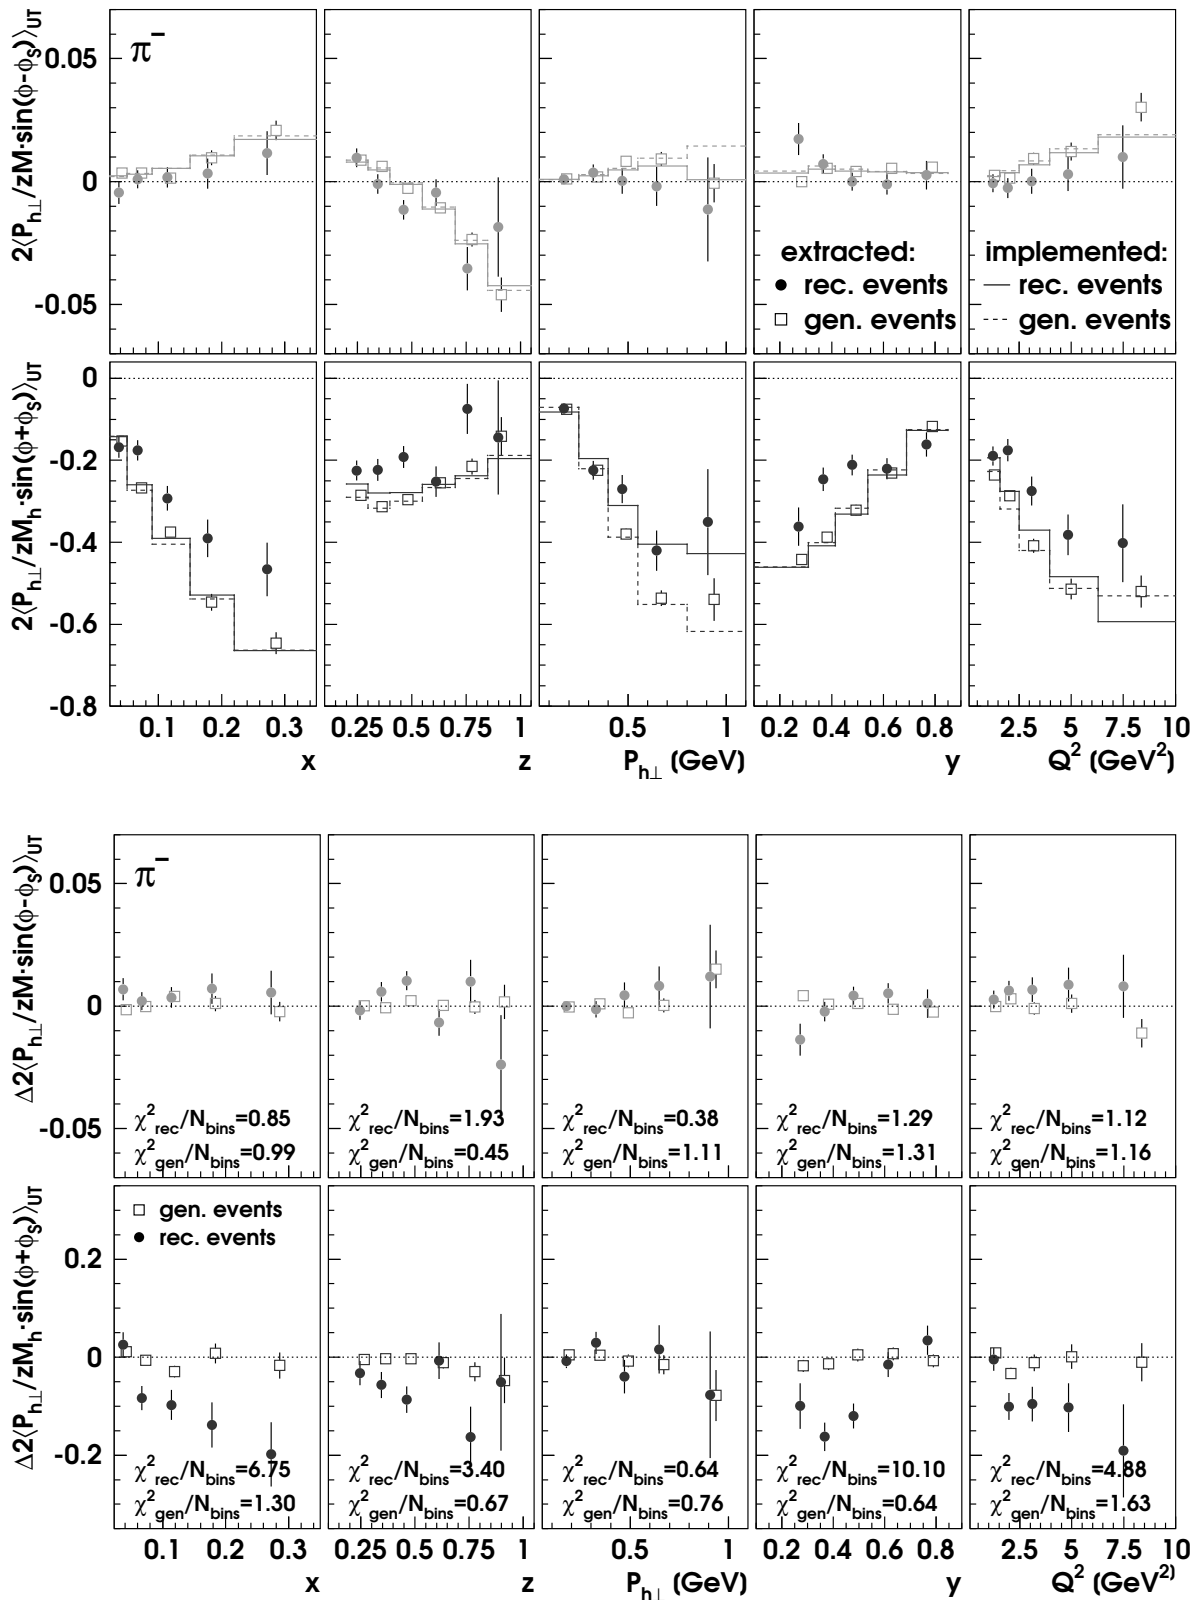 2⟨P_h⊥/zM·sin(ϕ-ϕ_S)⟩_UT
π⁻
0.05
0
-0.05
extracted:
rec. events
gen. events
implemented:
rec. events
gen. events
2⟨P_h⊥/zM_h·sin(ϕ+ϕ_S)⟩_UT
0
-0.2
-0.4
-0.6
-0.8
0.1 0.2 0.3
0.25 0.5 0.75 1
0.5 1
0.2 0.4 0.6 0.8
2.5 5 7.5 10
x
z
P_h⊥ (GeV)
y
Q² (GeV²)
Δ2⟨P_h⊥/zM·sin(ϕ-ϕ_S)⟩_UT
π⁻
0.05
0
-0.05
χ²_rec/N_bins=0.85
χ²_gen/N_bins=0.99
χ²_rec/N_bins=1.93
χ²_gen/N_bins=0.45
χ²_rec/N_bins=0.38
χ²_gen/N_bins=1.11
χ²_rec/N_bins=1.29
χ²_gen/N_bins=1.31
χ²_rec/N_bins=1.12
χ²_gen/N_bins=1.16
Δ2⟨P_h⊥/zM_h·sin(ϕ+ϕ_S)⟩_UT
gen. events
rec. events
0.2
0
-0.2
χ²_rec/N_bins=6.75
χ²_gen/N_bins=1.30
χ²_rec/N_bins=3.40
χ²_gen/N_bins=0.67
χ²_rec/N_bins=0.64
χ²_gen/N_bins=0.76
χ²_rec/N_bins=10.10
χ²_gen/N_bins=0.64
χ²_rec/N_bins=4.88
χ²_gen/N_bins=1.63
0.1 0.2 0.3
0.25 0.5 0.75 1
0.5 1
0.2 0.4 0.6 0.8
2.5 5 7.5 10
x
z
P_h⊥ (GeV)
y
Q² (GeV²)